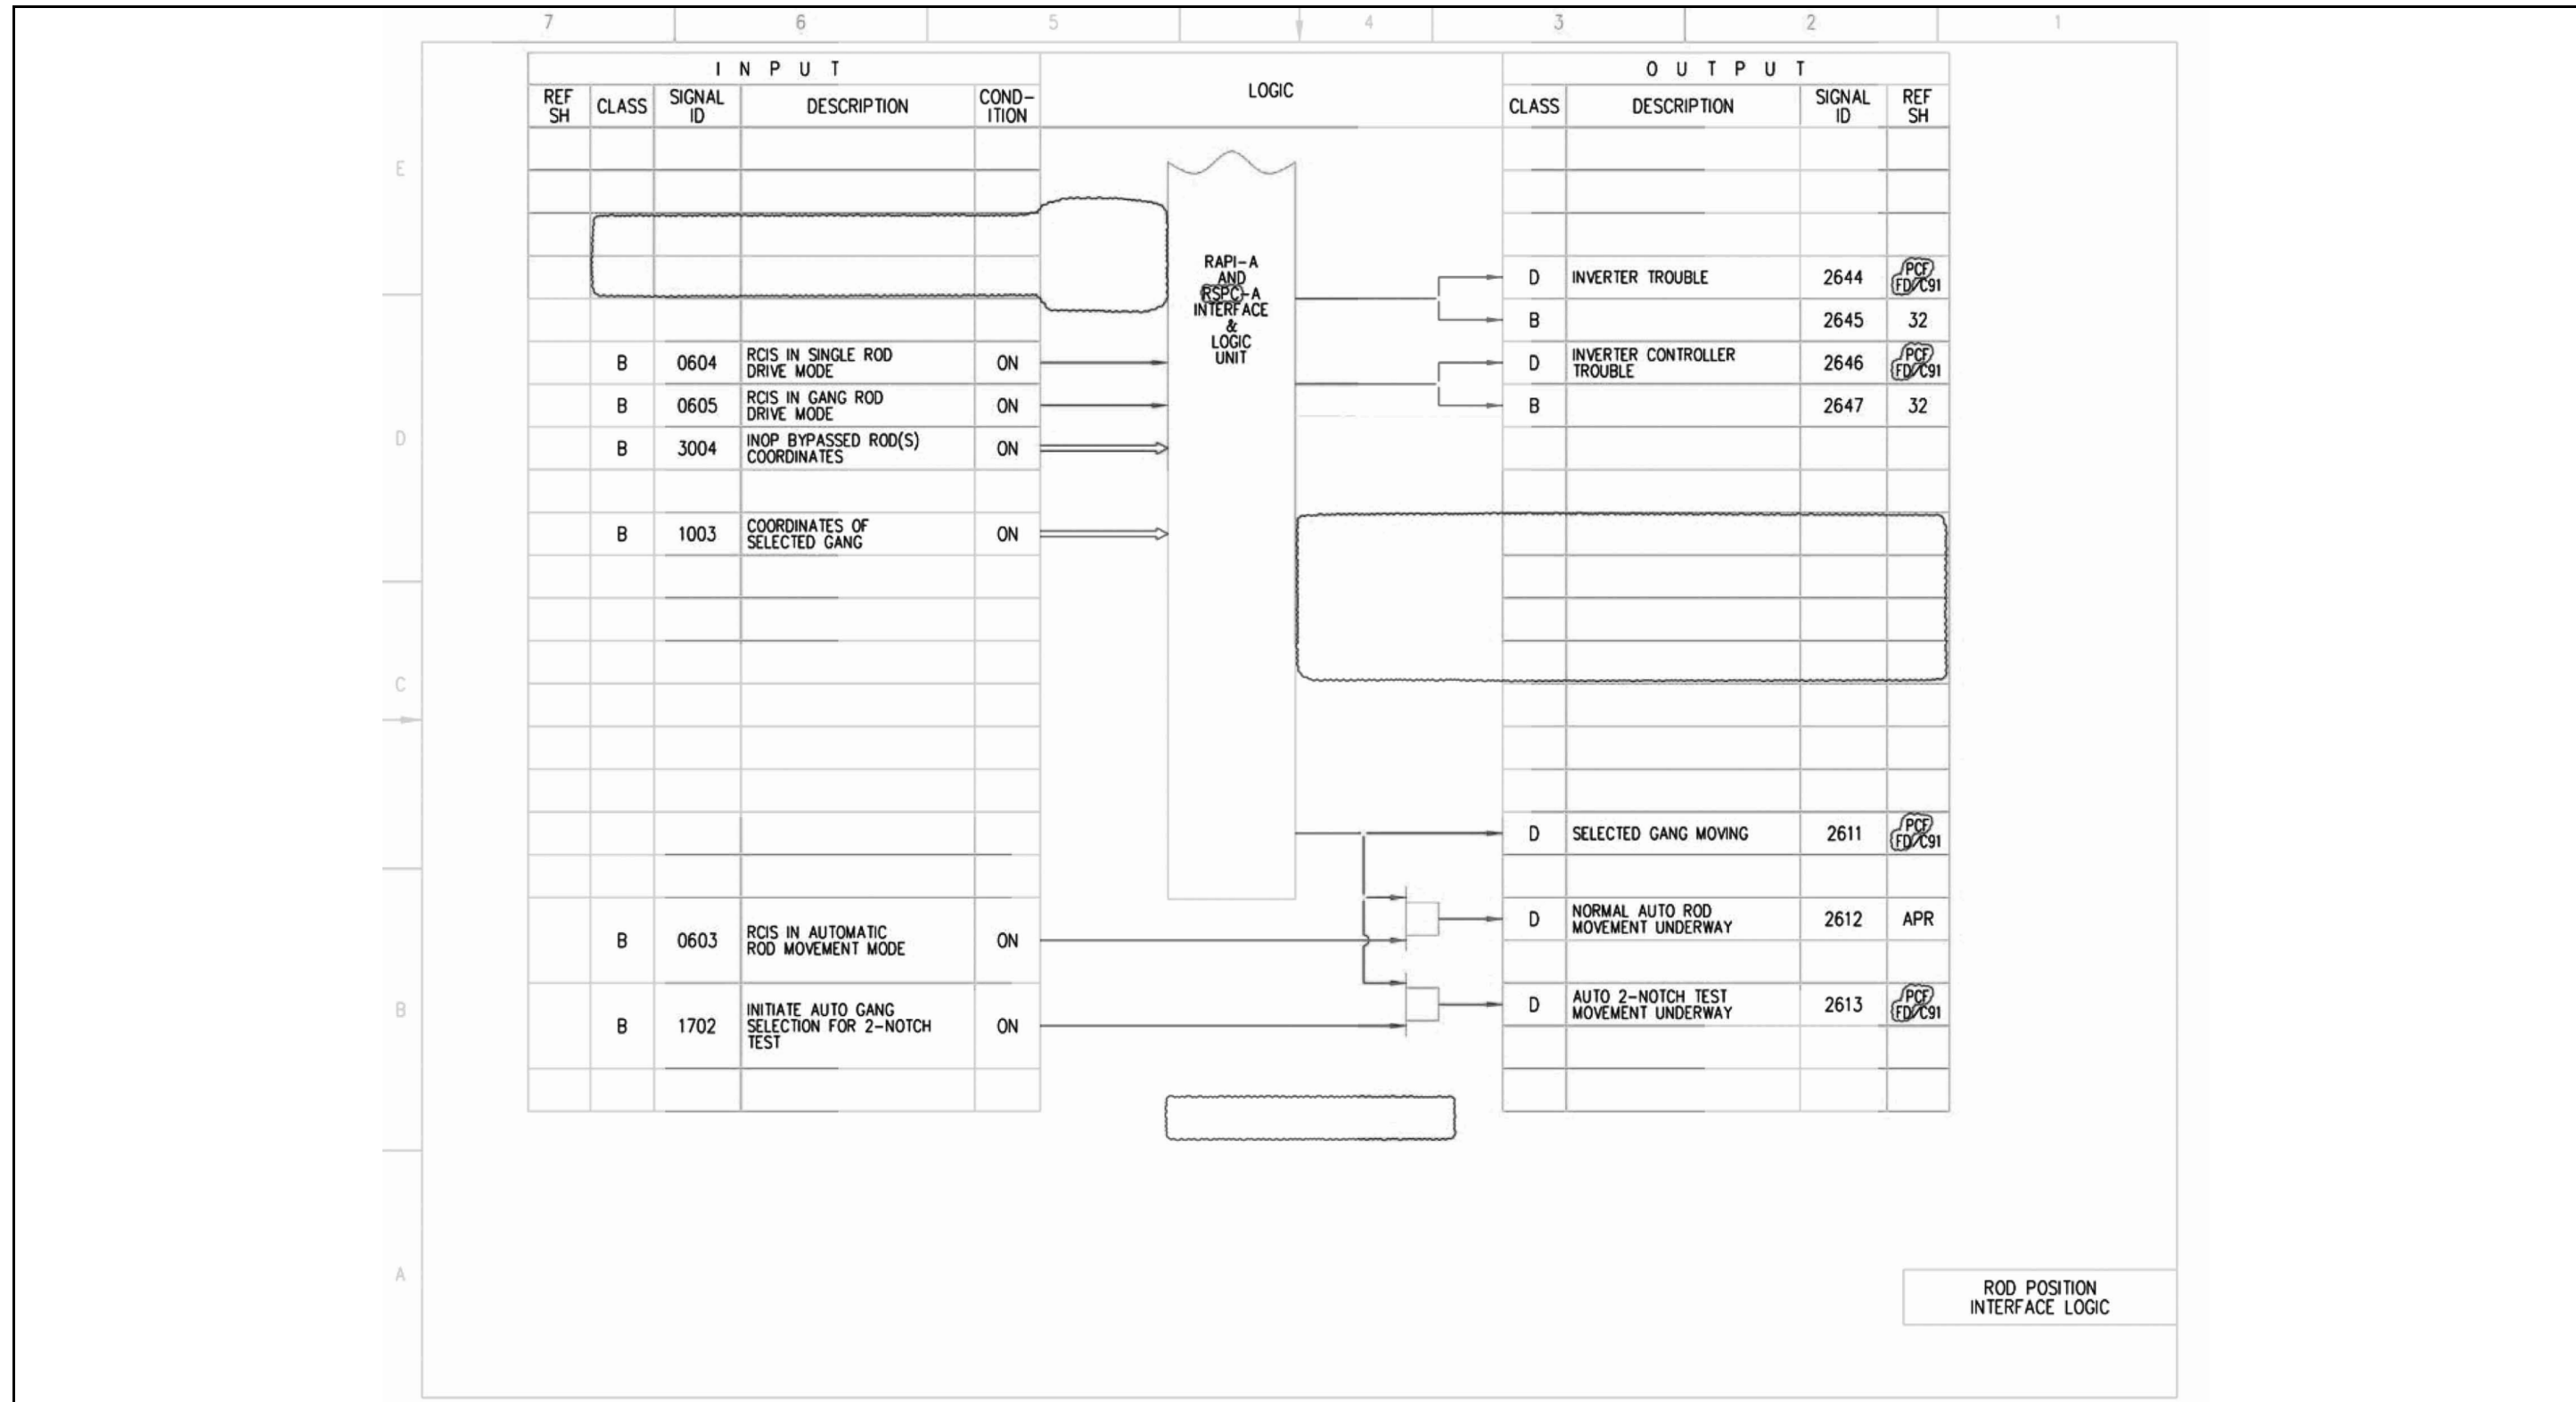 7 6 5 4 3 2 1
I N P U T
LOGIC
O U T P U T
REF SH CLASS SIGNAL ID DESCRIPTION COND-ITION
CLASS DESCRIPTION SIGNAL ID REF SH
E
D
C
B
A
RAPI-A
AND
RSPC-A
INTERFACE
&
LOGIC
UNIT
B 0604 RCIS IN SINGLE ROD
DRIVE MODE ON
B 0605 RCIS IN GANG ROD
DRIVE MODE ON
B 3004 INOP BYPASSED ROD(S)
COORDINATES ON
B 1003 COORDINATES OF
SELECTED GANG ON
B 0603 RCIS IN AUTOMATIC
ROD MOVEMENT MODE ON
B 1702 INITIATE AUTO GANG
SELECTION FOR 2-NOTCH
TEST ON
D INVERTER TROUBLE 2644 PCF
FD/C91
B 2645 32
D INVERTER CONTROLLER
TROUBLE 2646 PCF
FD/C91
B 2647 32
D SELECTED GANG MOVING 2611 PCF
FD/C91
D NORMAL AUTO ROD
MOVEMENT UNDERWAY 2612 APR
D AUTO 2-NOTCH TEST
MOVEMENT UNDERWAY 2613 PCF
FD/C91
ROD POSITION
INTERFACE LOGIC